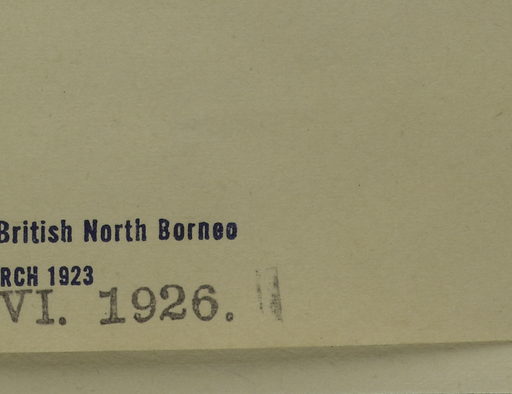 British North Borneo
RCH 1923
VI. 1926.